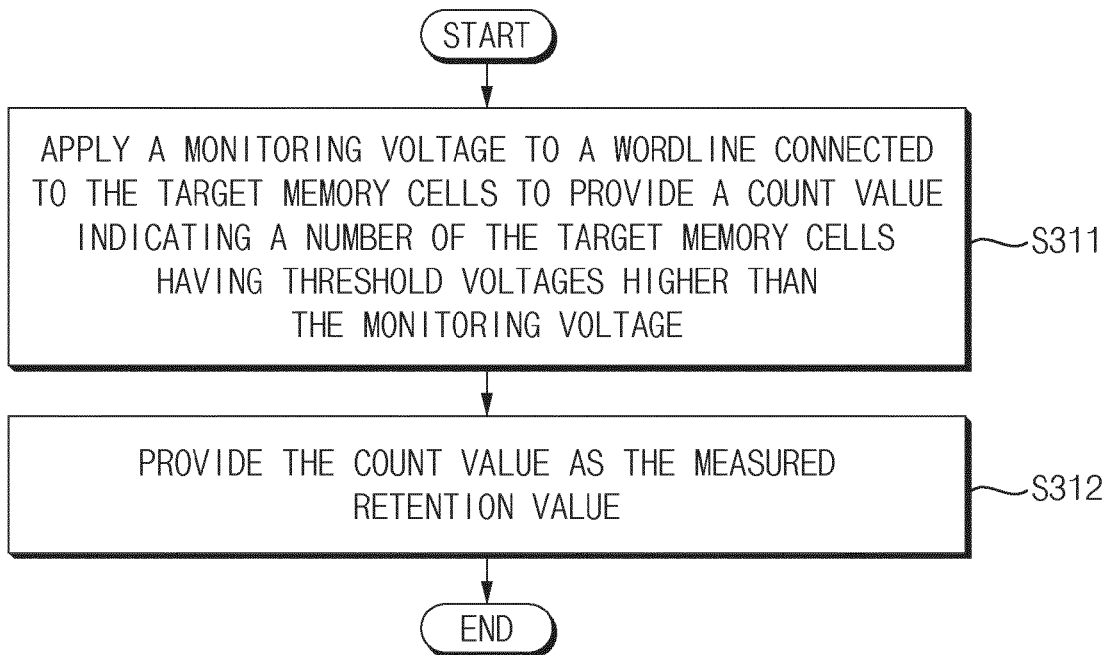 START
APPLY A MONITORING VOLTAGE TO A WORDLINE CONNECTED
TO THE TARGET MEMORY CELLS TO PROVIDE A COUNT VALUE
INDICATING A NUMBER OF THE TARGET MEMORY CELLS
HAVING THRESHOLD VOLTAGES HIGHER THAN
THE MONITORING VOLTAGE
S311
PROVIDE THE COUNT VALUE AS THE MEASURED
RETENTION VALUE
S312
END